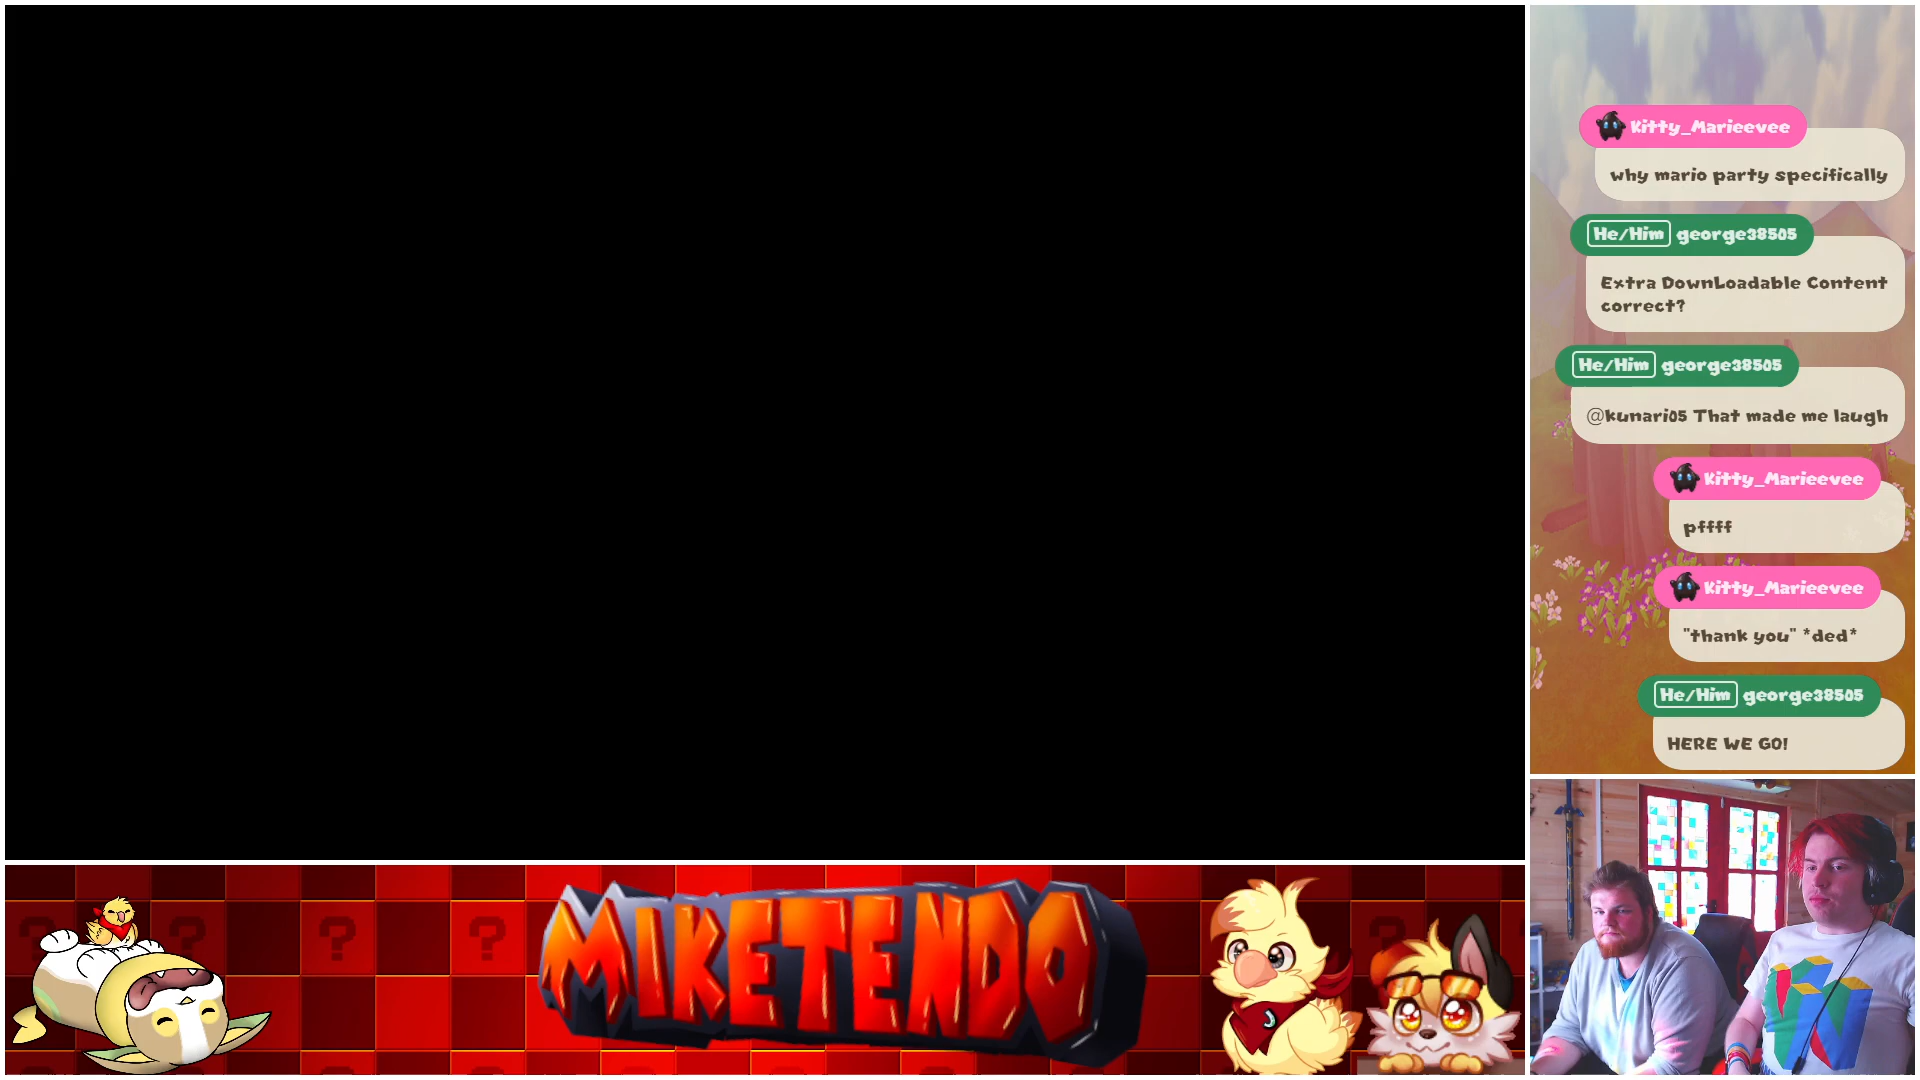 Kitty_Marieevee
why mario party specifically
He/Him george38505
Extra DownLoadable Content
correct?
He/Him george38505
@kunari05 That made me laugh
Kitty_Marieevee
pffff
Kitty_Marieevee
"thank you" *ded*
He/Him george38505
HERE WE GO!
MIKETENDO